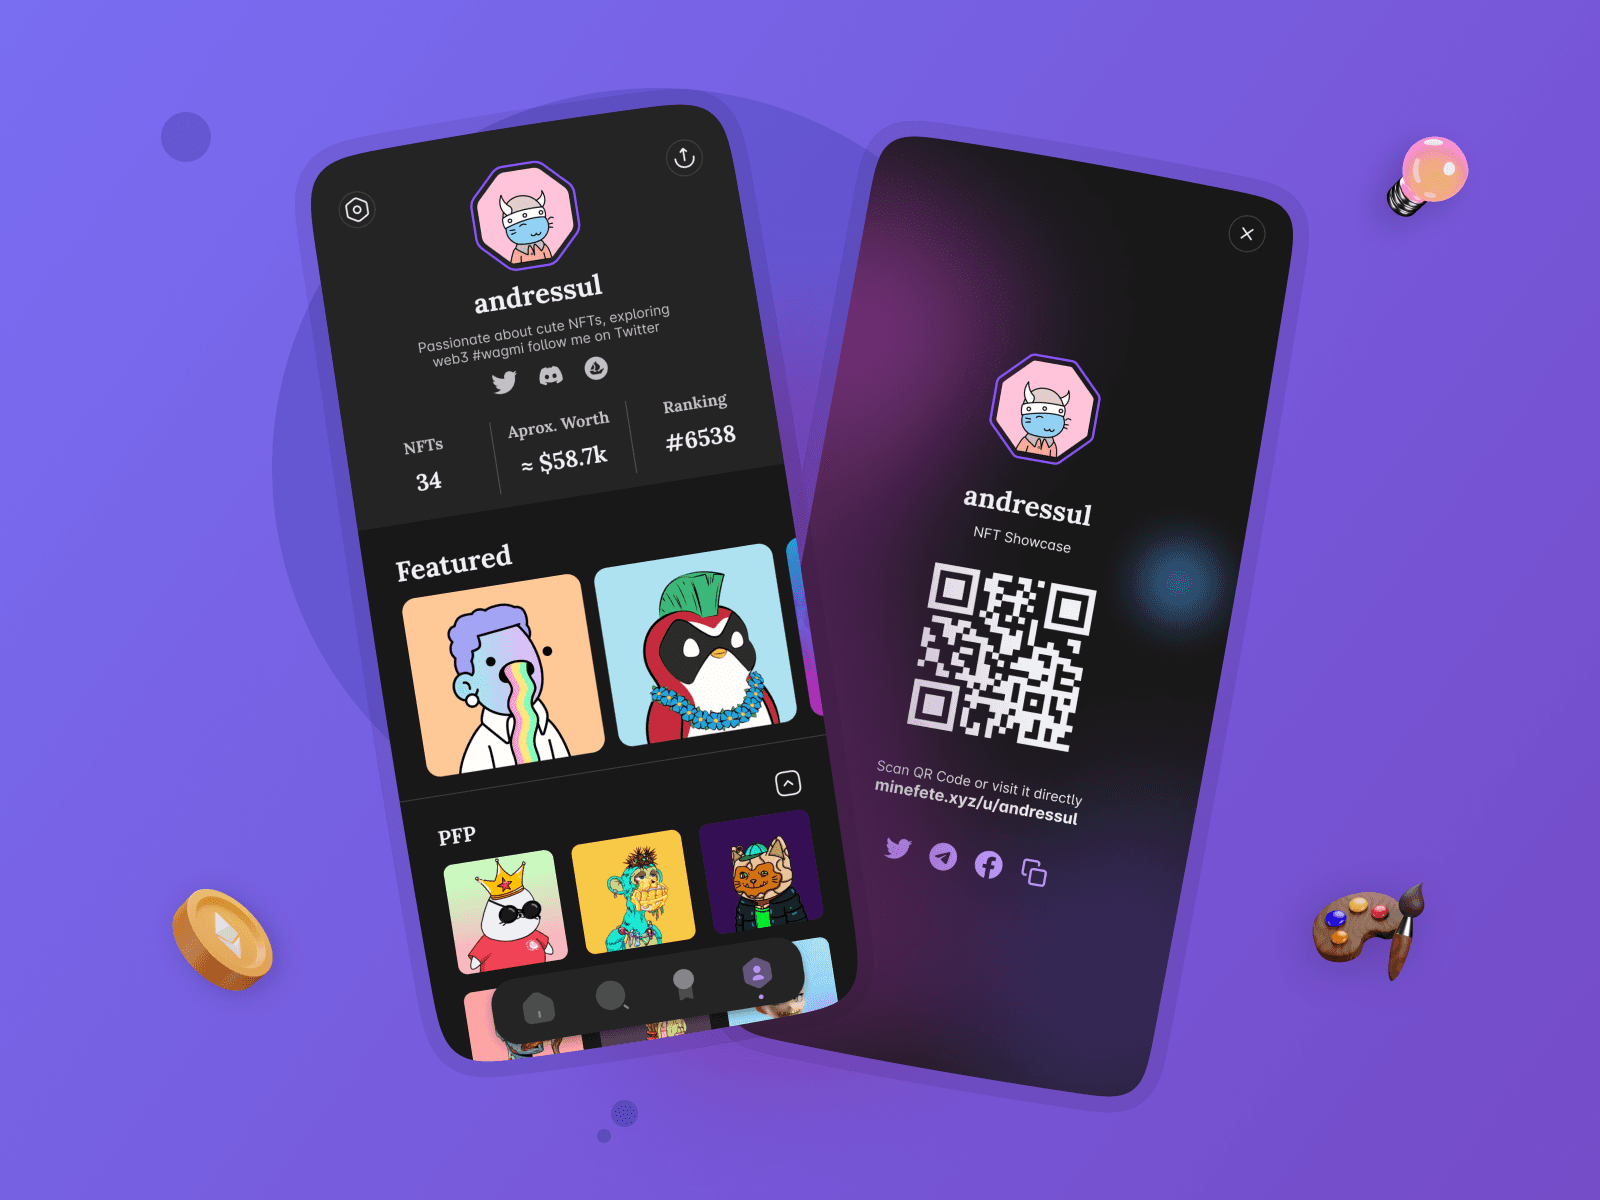 andressul
Passionate about cute NFTs, exploring
web3 #wagmi follow me on Twitter
NFTs
34
Aprox. Worth
≈ $58.7k
Ranking
#6538
Featured
PFP
andressul
NFT Showcase
Scan QR Code or visit it directly
minefete.xyz/u/andressul